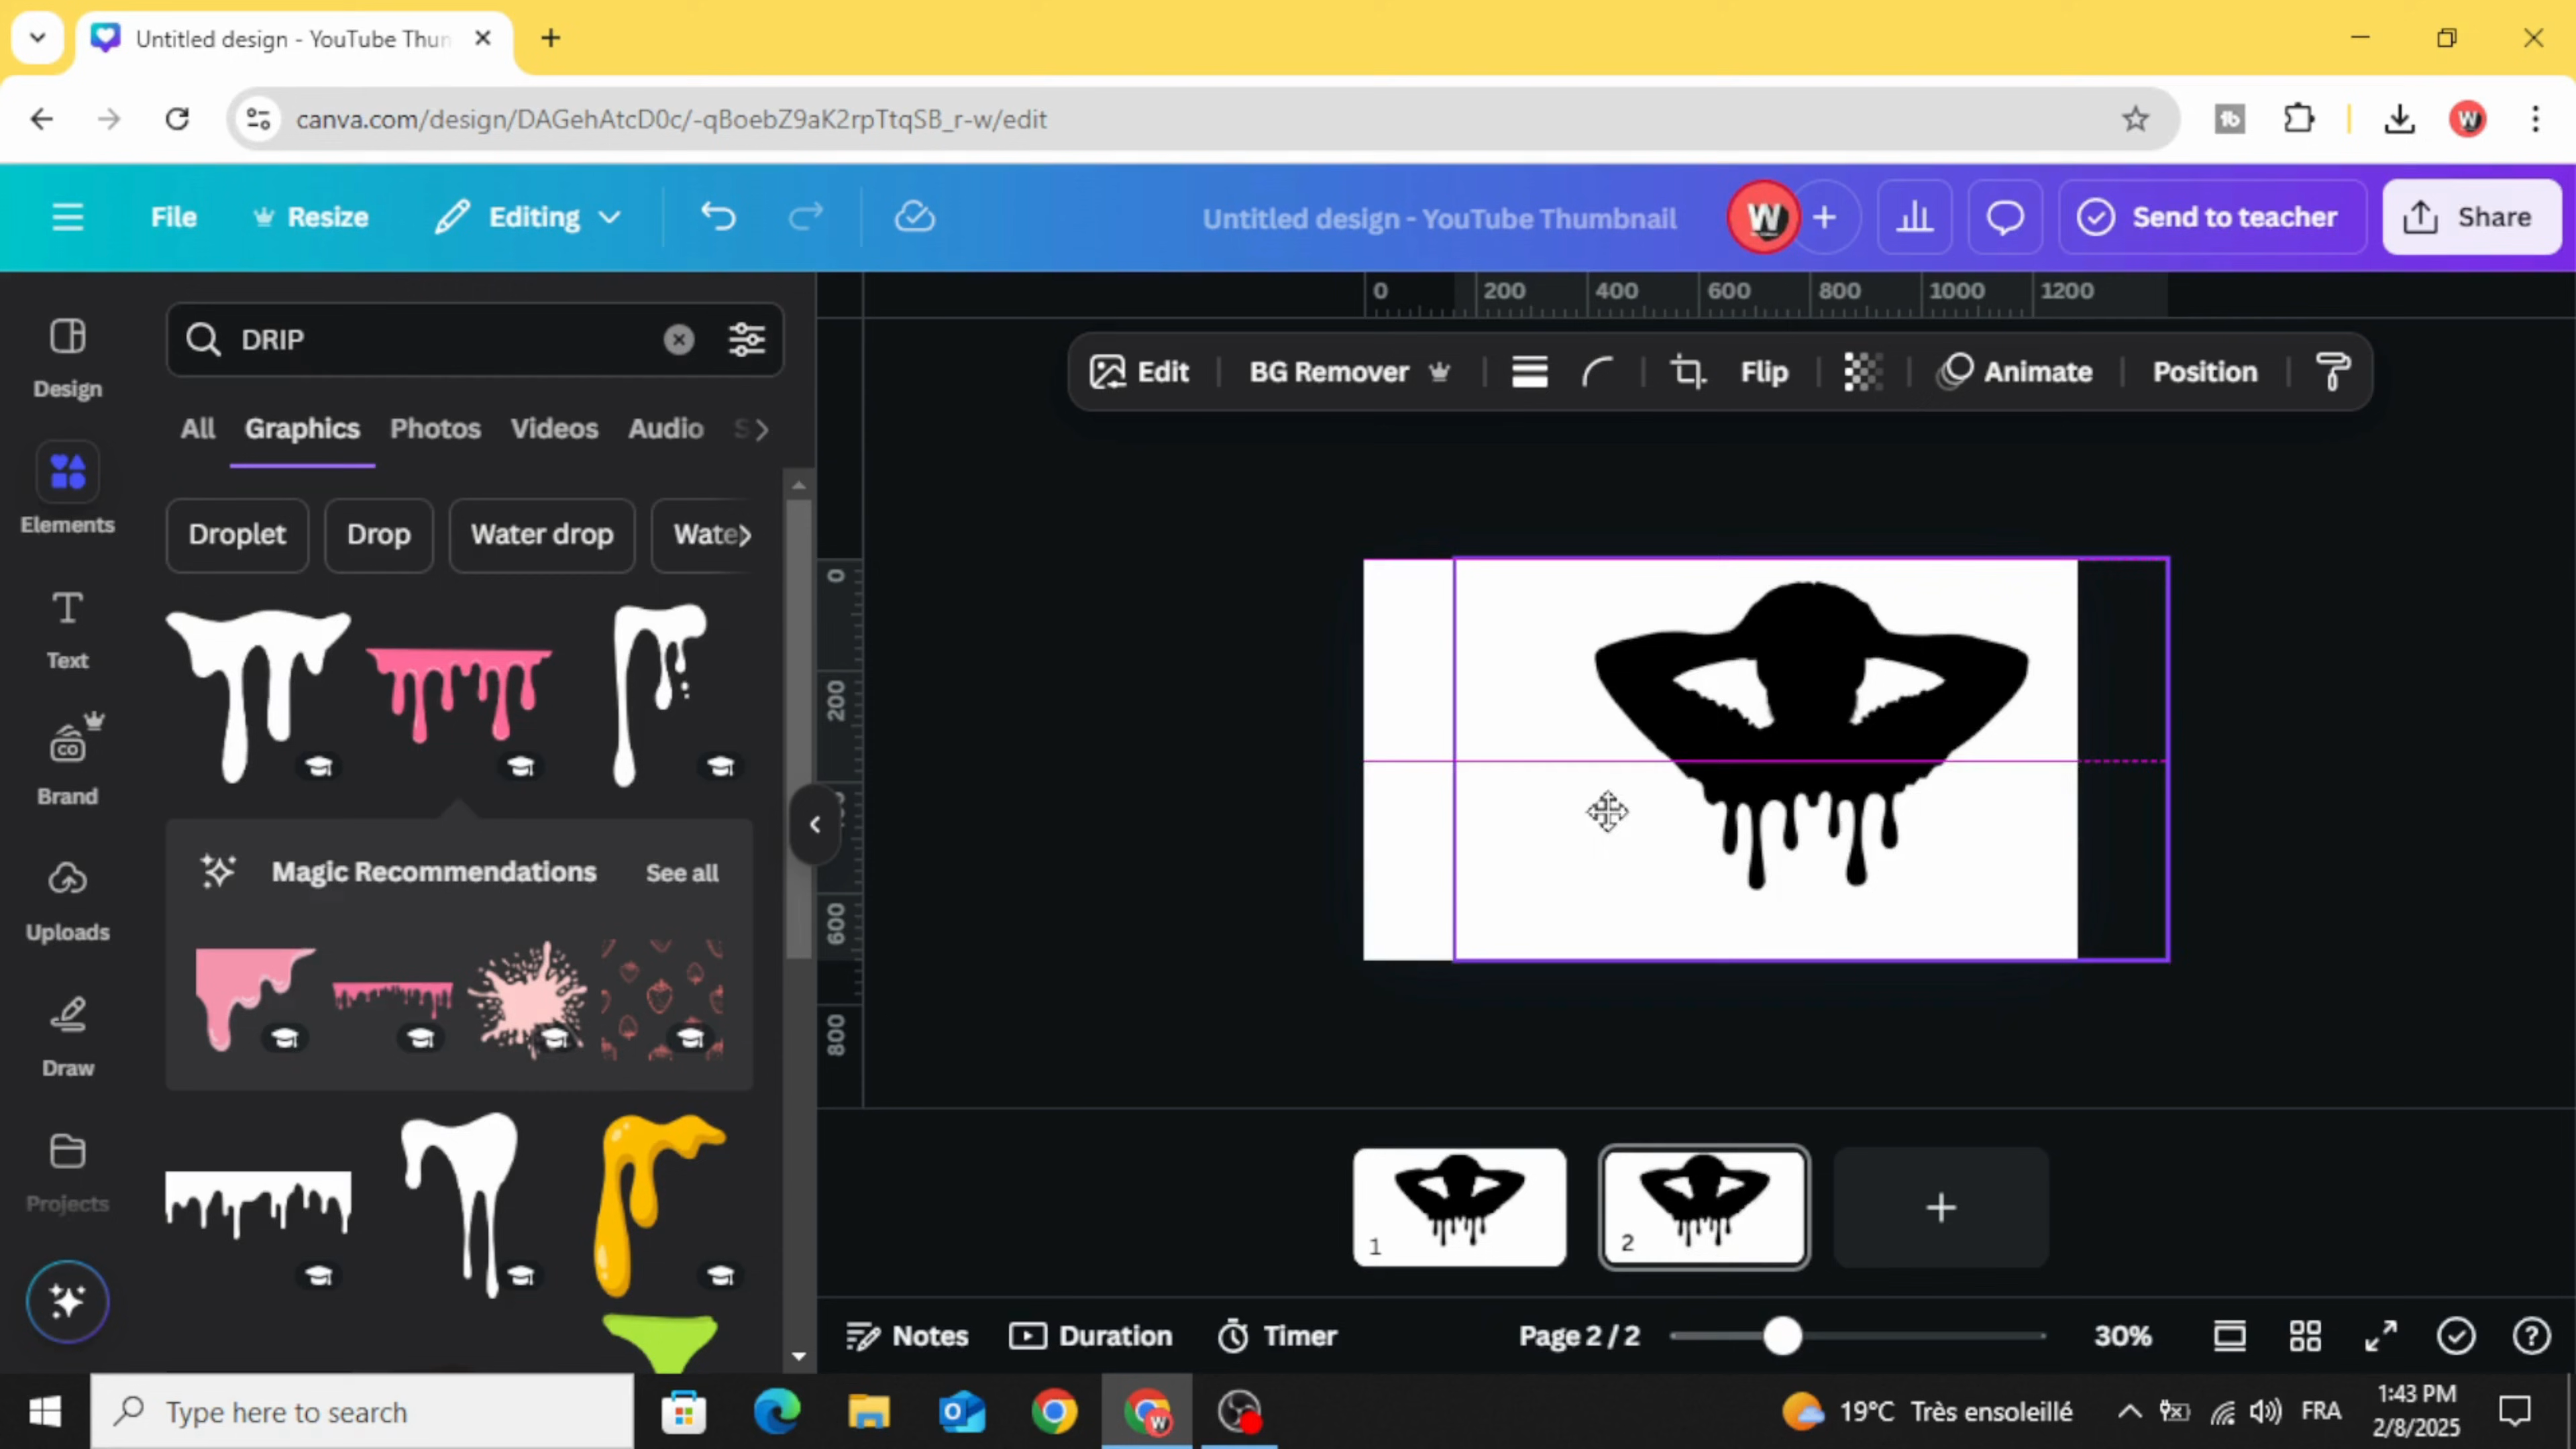 Untitled design - YouTube Thun
canva.com/design/DAGehAtcD0c/-qBoebZ9aK2rpTtqSB_r-w/edit
File
Resize
Editing
Untitled design - YouTube Thumbnail
W
Send to teacher
Share
0
200
400
600
800
1000
1200
Design
Elements
Text
Brand
Uploads
Draw
Projects
DRIP
All
Graphics
Photos
Videos
Audio
Droplet
Drop
Water drop
Wate
Magic Recommendations
See all
Edit
BG Remover
Flip
Animate
Position
0
200
600
800
1
2
Notes
Duration
Timer
Page 2 / 2
30%
Type here to search
19°C Très ensoleillé
FRA
1:43 PM
2/8/2025